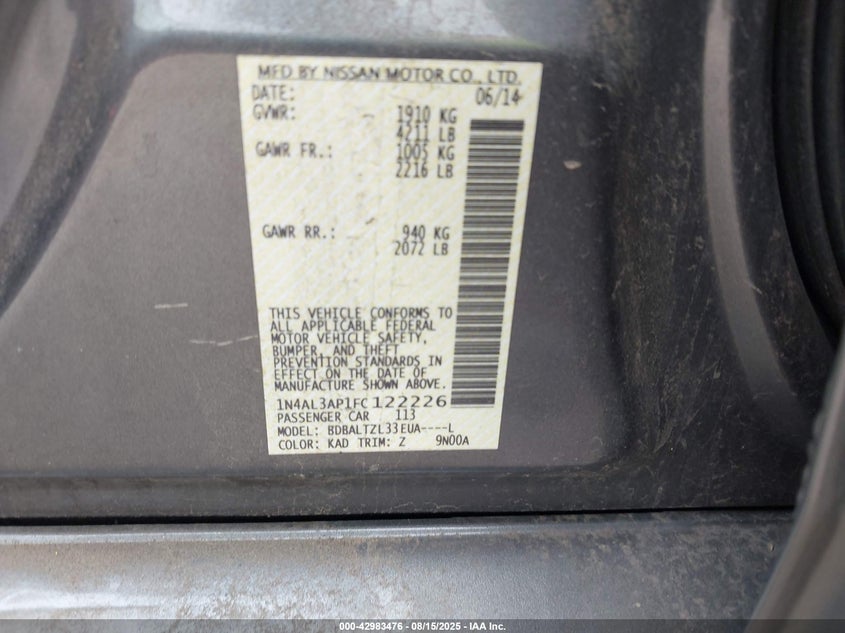 MFD BY NISSAN MOTOR CO., LTD.
DATE: 06/14
GVWR: 1910 KG
4211 LB
GAWR FR.: 1005 KG
2216 LB
GAWR RR.: 940 KG
2072 LB
THIS VEHICLE CONFORMS TO
ALL APPLICABLE FEDERAL
MOTOR VEHICLE SAFETY,
BUMPER, AND THEFT
PREVENTION STANDARDS IN
EFFECT ON THE DATE OF
MANUFACTURE SHOWN ABOVE.
1N4AL3AP1FC122226
PASSENGER CAR 113
MODEL: BDBALTZL33EUA----L
COLOR: KAD TRIM: Z 9N00A
000-42983476 - 08/15/2025 - IAA Inc.